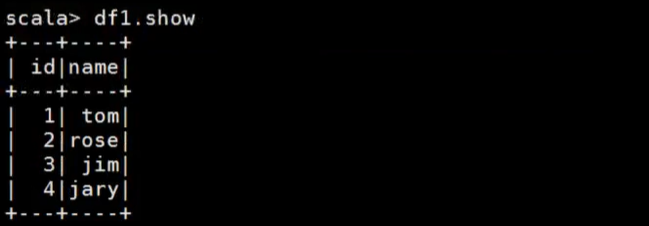 scala> df1.show
+---+----+
| id|name|
+---+----+
|  1| tom|
|  2|rose|
|  3| jim|
|  4|jary|
+---+----+